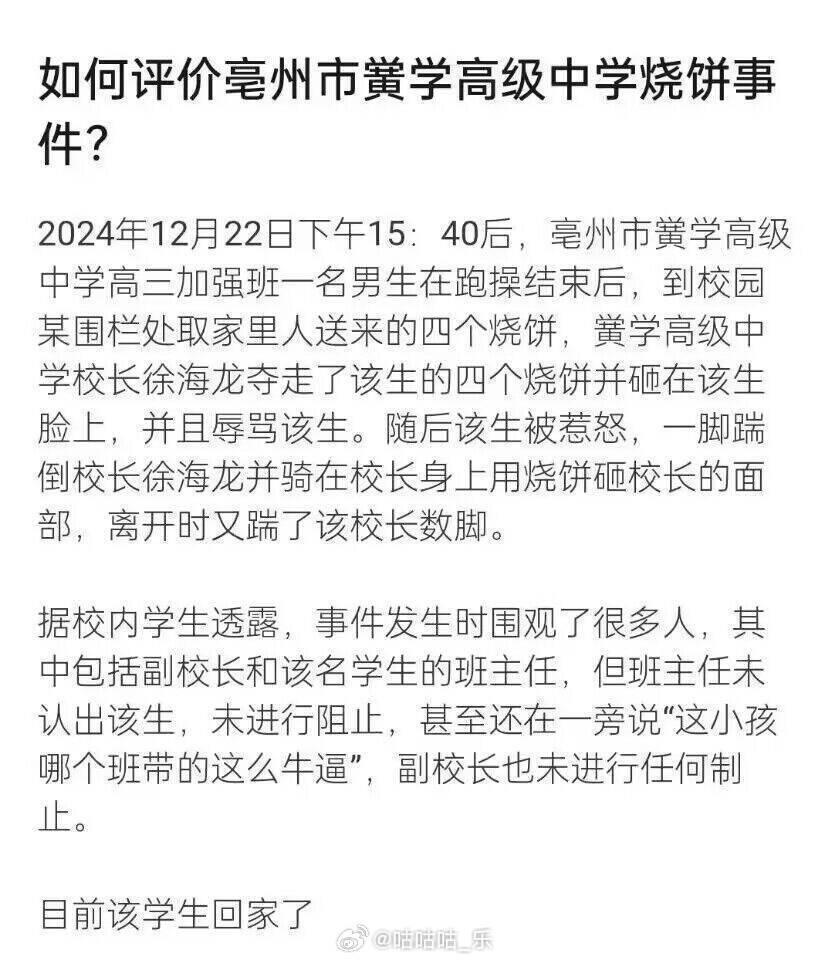 如何评价亳州市黉学高级中学烧饼事
件？
2024年12月22日下午15：40后，亳州市黉学高级
中学高三加强班一名男生在跑操结束后，到校园
某围栏处取家里人送来的四个烧饼，黉学高级中
学校长徐海龙夺走了该生的四个烧饼并砸在该生
脸上，并且辱骂该生。随后该生被惹怒，一脚踹
倒校长徐海龙并骑在校长身上用烧饼砸校长的面
部，离开时又踹了该校长数脚。
据校内学生透露，事件发生时围观了很多人，其
中包括副校长和该名学生的班主任，但班主任未
认出该生，未进行阻止，甚至还在一旁说“这小孩
哪个班带的这么牛逼”，副校长也未进行任何制
止。
目前该学生回家了
@咕咕咕_乐